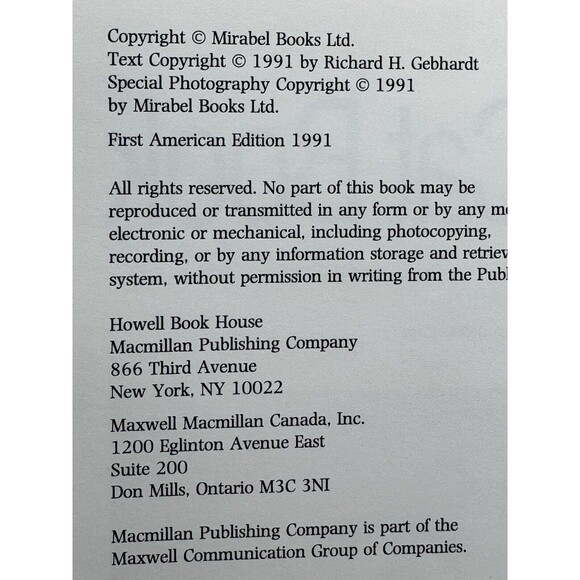 Copyright © Mirabel Books Ltd.
Text Copyright © 1991 by Richard H. Gebhardt
Special Photography Copyright © 1991
by Mirabel Books Ltd.
First American Edition 1991
All rights reserved. No part of this book may be
reproduced or transmitted in any form or by any m
electronic or mechanical, including photocopying,
recording, or by any information storage and retriev
system, without permission in writing from the Publ
Howell Book House
Macmillan Publishing Company
866 Third Avenue
New York, NY 10022
Maxwell Macmillan Canada, Inc.
1200 Eglinton Avenue East
Suite 200
Don Mills, Ontario M3C 3NI
Macmillan Publishing Company is part of the
Maxwell Communication Group of Companies.